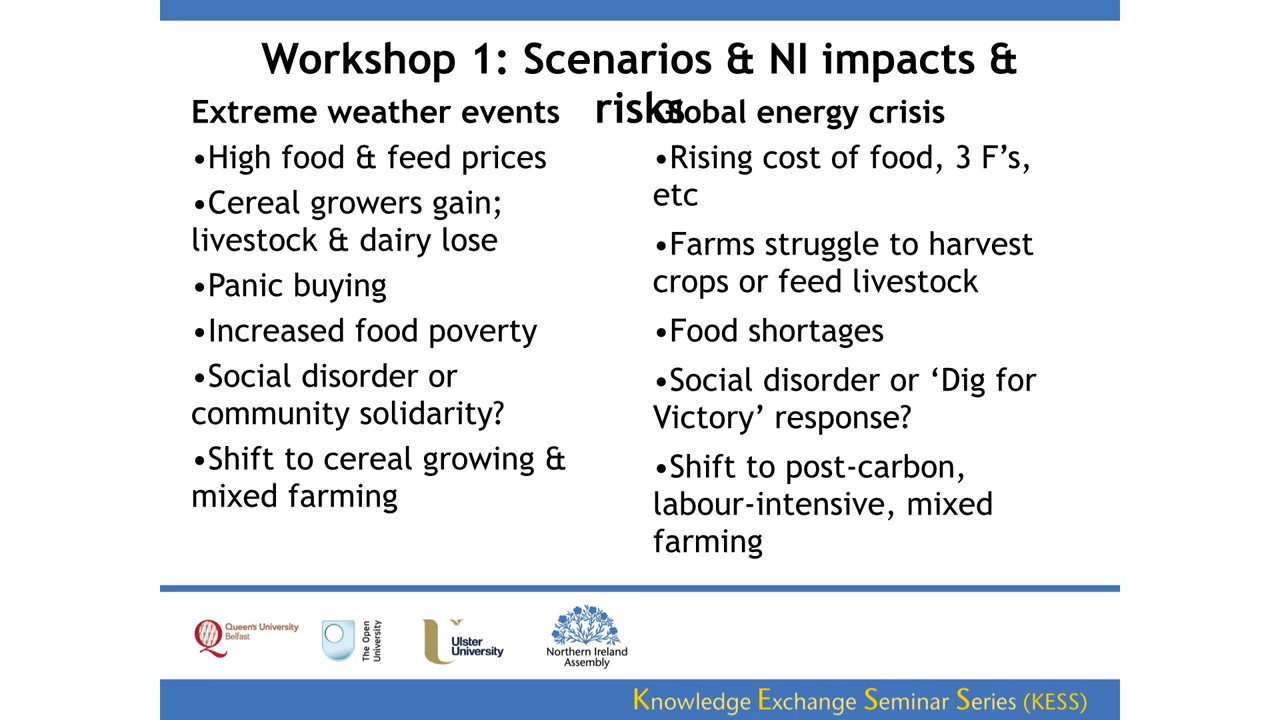 Workshop 1: Scenarios & NI impacts &
risks
Extreme weather events
•High food & feed prices
•Cereal growers gain;
livestock & dairy lose
•Panic buying
•Increased food poverty
•Social disorder or
community solidarity?
•Shift to cereal growing &
mixed farming
Global energy crisis
•Rising cost of food, 3 F’s,
etc
•Farms struggle to harvest
crops or feed livestock
•Food shortages
•Social disorder or ‘Dig for
Victory’ response?
•Shift to post-carbon,
labour-intensive, mixed
farming
Queen's University
Belfast
The Open
University
Ulster
University
Northern Ireland
Assembly
Knowledge Exchange Seminar Series (KESS)